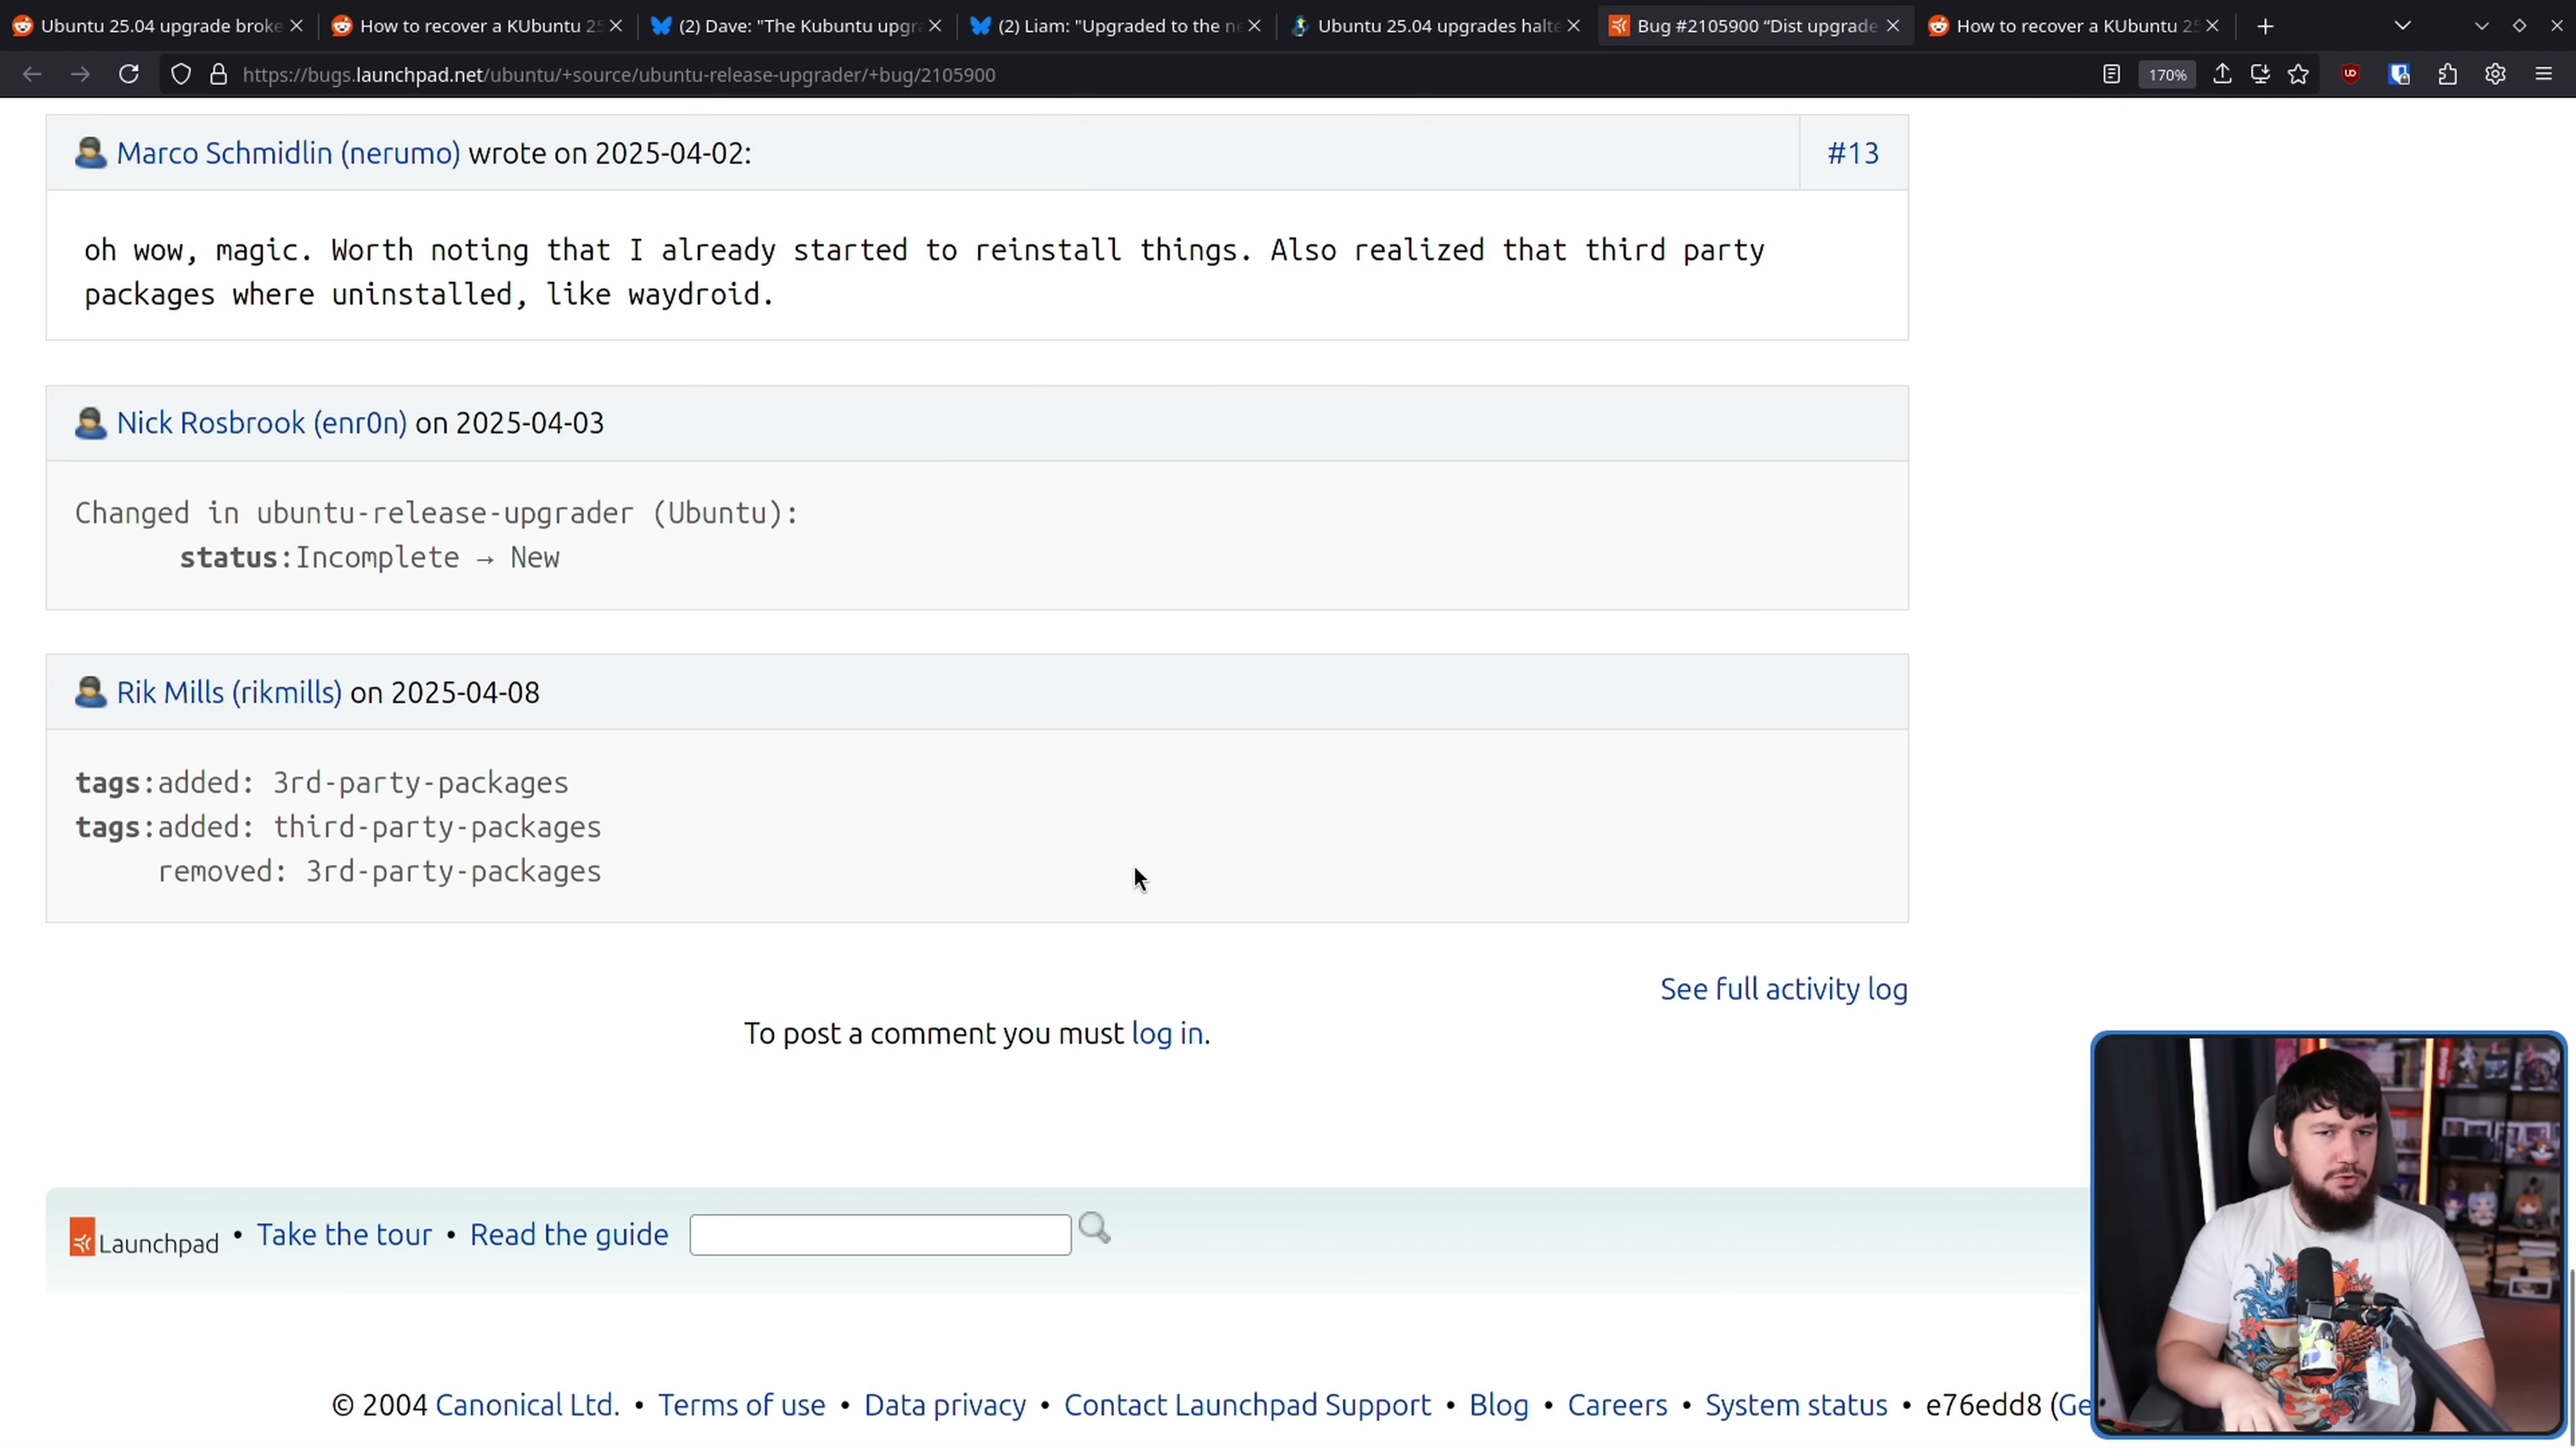 Ubuntu 25.04 upgrade broke
How to recover a KUbuntu 25
(2) Dave: "The Kubuntu upgr
(2) Liam: "Upgraded to the ne
Ubuntu 25.04 upgrades halte
Bug #2105900 “Dist upgrade
How to recover a KUbuntu 25
https://bugs.launchpad.net/ubuntu/+source/ubuntu-release-upgrader/+bug/2105900
170%
Marco Schmidlin (nerumo) wrote on 2025-04-02:
#13
oh wow, magic. Worth noting that I already started to reinstall things. Also realized that third party
packages where uninstalled, like waydroid.
Nick Rosbrook (enr0n) on 2025-04-03
Changed in ubuntu-release-upgrader (Ubuntu):
status:Incomplete → New
Rik Mills (rikmills) on 2025-04-08
tags:added: 3rd-party-packages
tags:added: third-party-packages
removed: 3rd-party-packages
See full activity log
To post a comment you must log in.
Launchpad • Take the tour • Read the guide
© 2004 Canonical Ltd. • Terms of use • Data privacy • Contact Launchpad Support • Blog • Careers • System status • e76edd8 (Ge